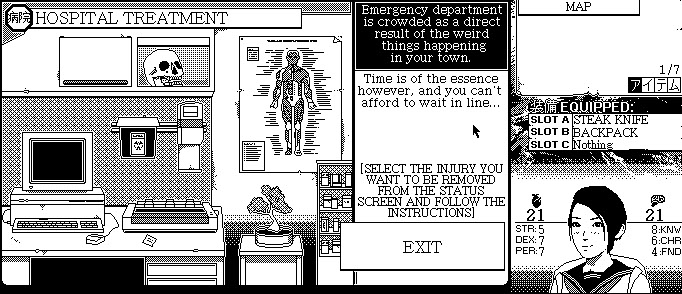 病院 HOSPITAL TREATMENT
Emergency department
is crowded as a direct
result of the weird
things happening
in your town.
Time is of the essence
however, and you can't
afford to wait in line...
[SELECT THE INJURY YOU
WANT TO BE REMOVED
FROM THE STATUS
SCREEN AND FOLLOW THE
INSTRUCTIONS]
EXIT
MAP
1/7
アイテム
装備 EQUIPPED:
SLOT A STEAK KNIFE
SLOT B BACKPACK
SLOT C Nothing
21
21
STR:5
DEX:7
PER:7
8:KNW
6:CHR
4:FND